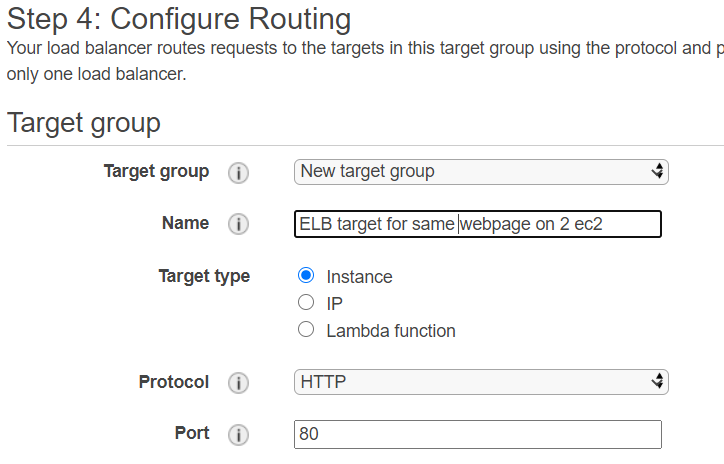 Step 4: Configure Routing
Your load balancer routes requests to the targets in this target group using the protocol and p
only one load balancer.
Target group
Target group i New target group
Name i ELB target for same webpage on 2 ec2
Target type Instance
IP
Lambda function
Protocol i HTTP
Port i 80